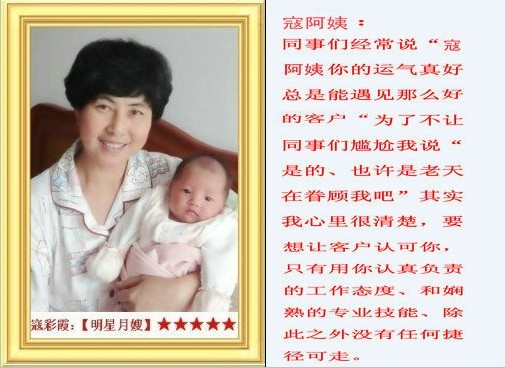 寇彩霞：【明星月嫂】★★★★★
寇阿姨：
同事们经常说“寇
阿姨你的运气真好
总是能遇见那么好
的客户“为了不让
同事们尴尬我说“
是的、也许是老天
在眷顾我吧”其实
我心里很清楚，要
想让客户认可你，
只有用你认真负责
的工作态度、和娴
熟的专业技能、除
此之外没有任何捷
径可走。